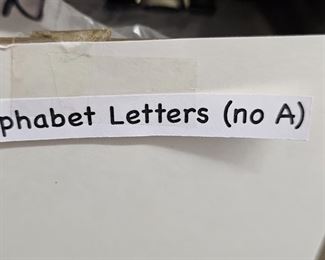 phabet Letters (no A)